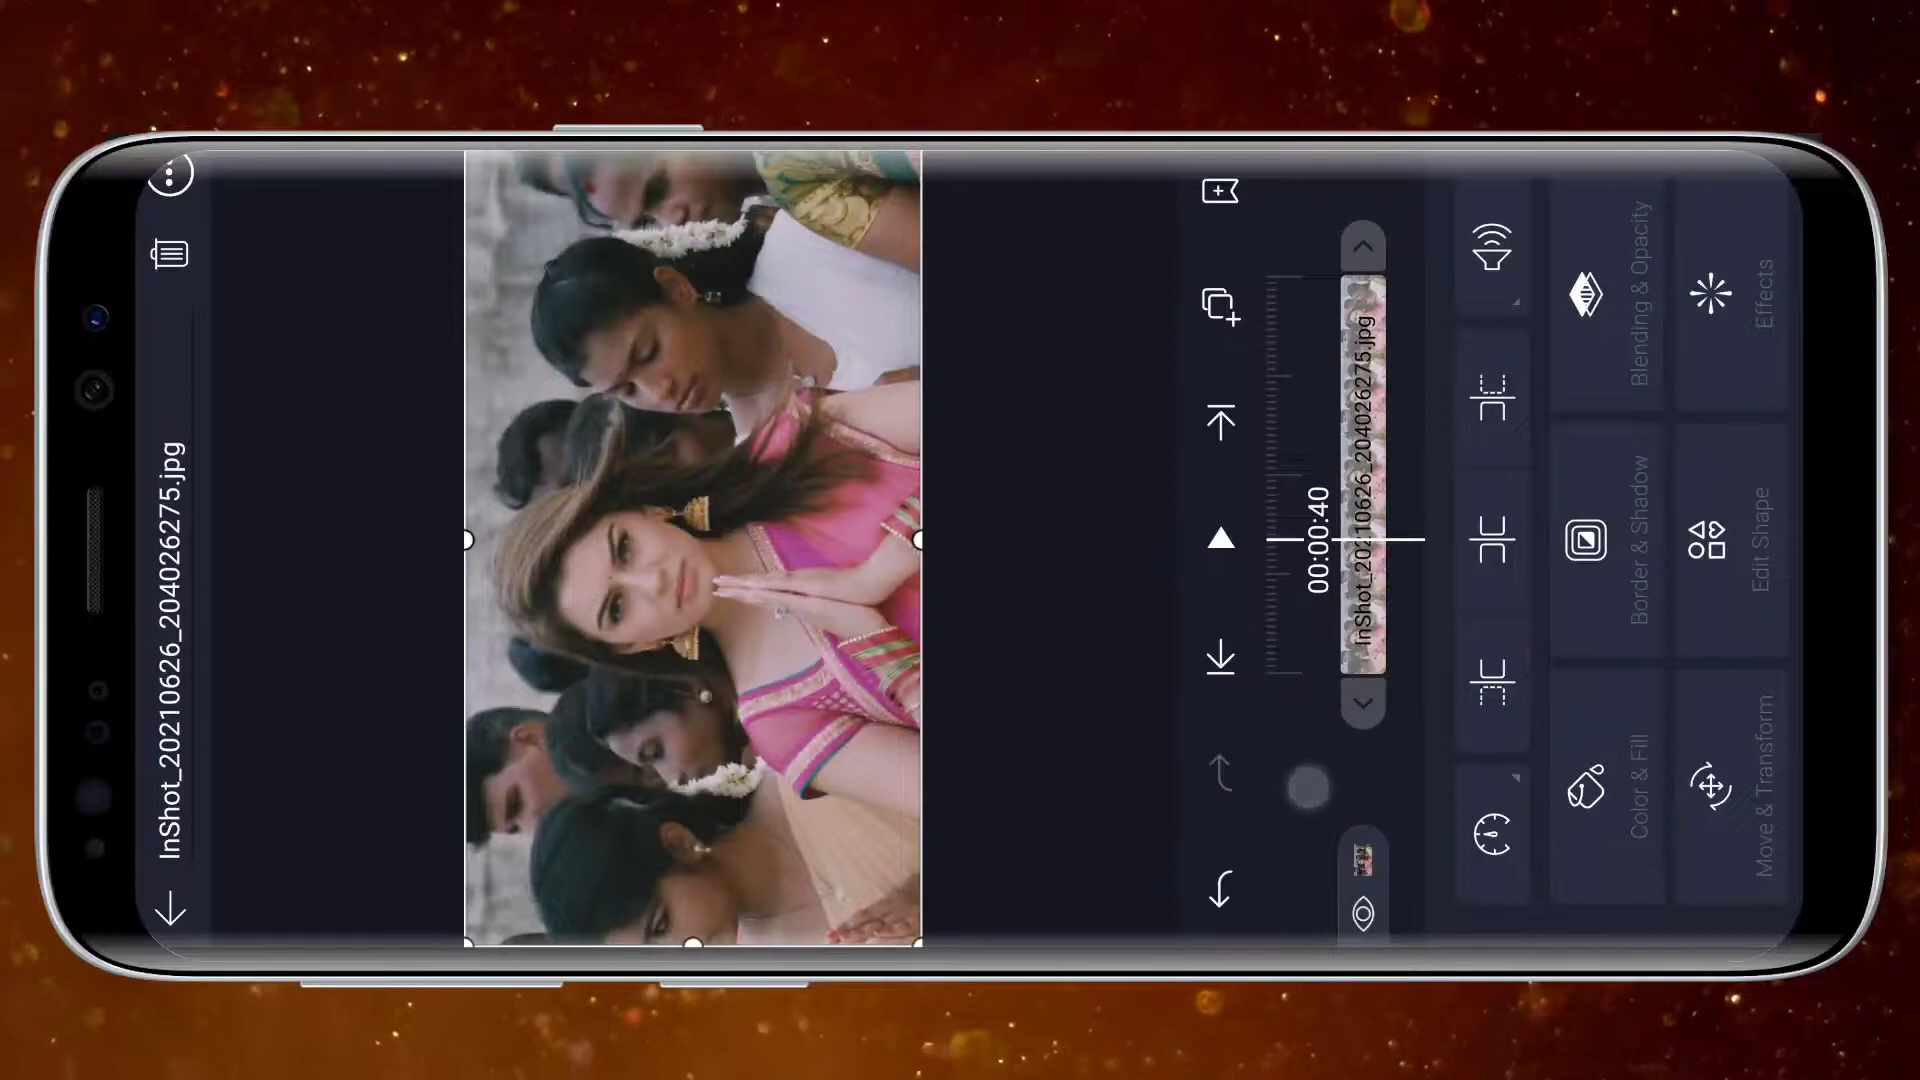 InShot_20210626_204026275.jpg
00:00:40
InShot_20210626_204026275.jpg
Color & Fill
Border & Shadow
Blending & Opacity
Move & Transform
Edit Shape
Effects